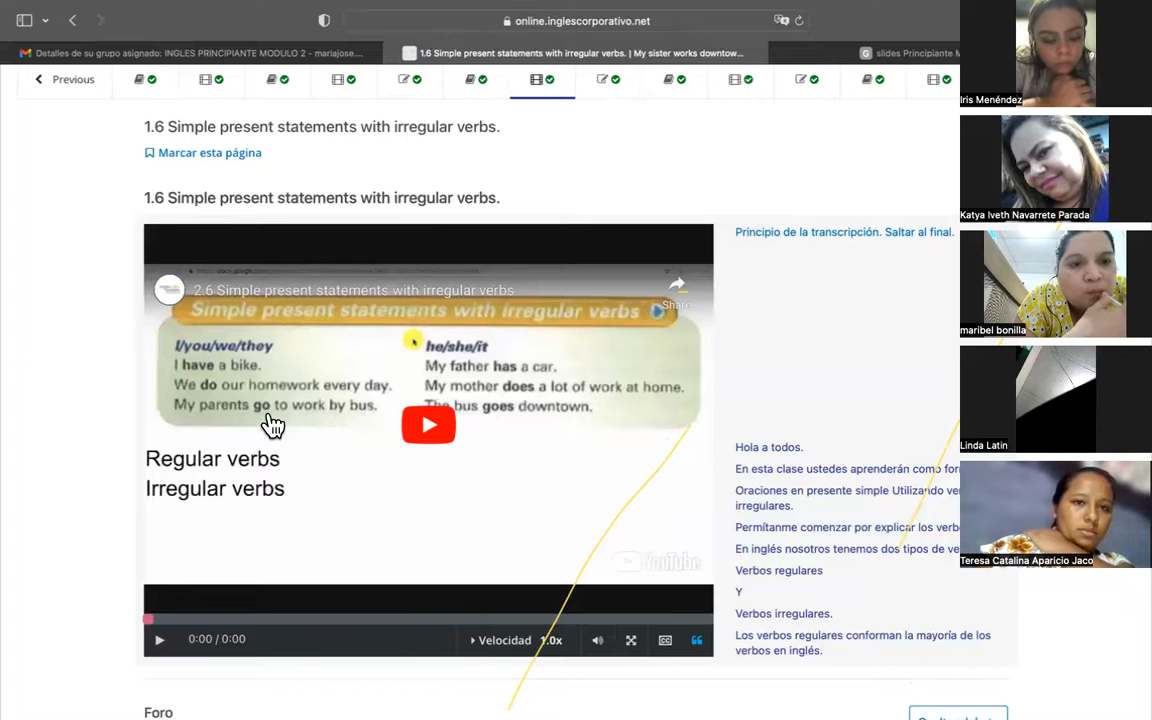 online.inglescorporativo.net
Detalles de su grupo asignado: INGLES PRINCIPIANTE MODULO 2 - mariajose....
1.6 Simple present statements with irregular verbs. | My sister works downtow...
slides Principiante M
Previous
1.6 Simple present statements with irregular verbs.
Marcar esta página
1.6 Simple present statements with irregular verbs.
2.6 Simple present statements with irregular verbs
Share
Simple present statements with irregular verbs
I/you/we/they
he/she/it
I have a bike.
My father has a car.
We do our homework every day.
My mother does a lot of work at home.
My parents go to work by bus.
The bus goes downtown.
Regular verbs
Irregular verbs
YouTube
0:00 / 0:00
Velocidad
1.0x
CC
Principio de la transcripción. Saltar al final.
Hola a todos.
En esta clase ustedes aprenderán como for
Oraciones en presente simple Utilizando ve
irregulares.
Permítanme comenzar por explicar los verbo
En inglés nosotros tenemos dos tipos de ve
Verbos regulares
Y
Verbos irregulares.
Los verbos regulares conforman la mayoría de los
verbos en inglés.
Foro
Iris Menéndez
Katya Iveth Navarrete Parada
maribel bonilla
Linda Latin
Teresa Catalina Aparicio Jaco